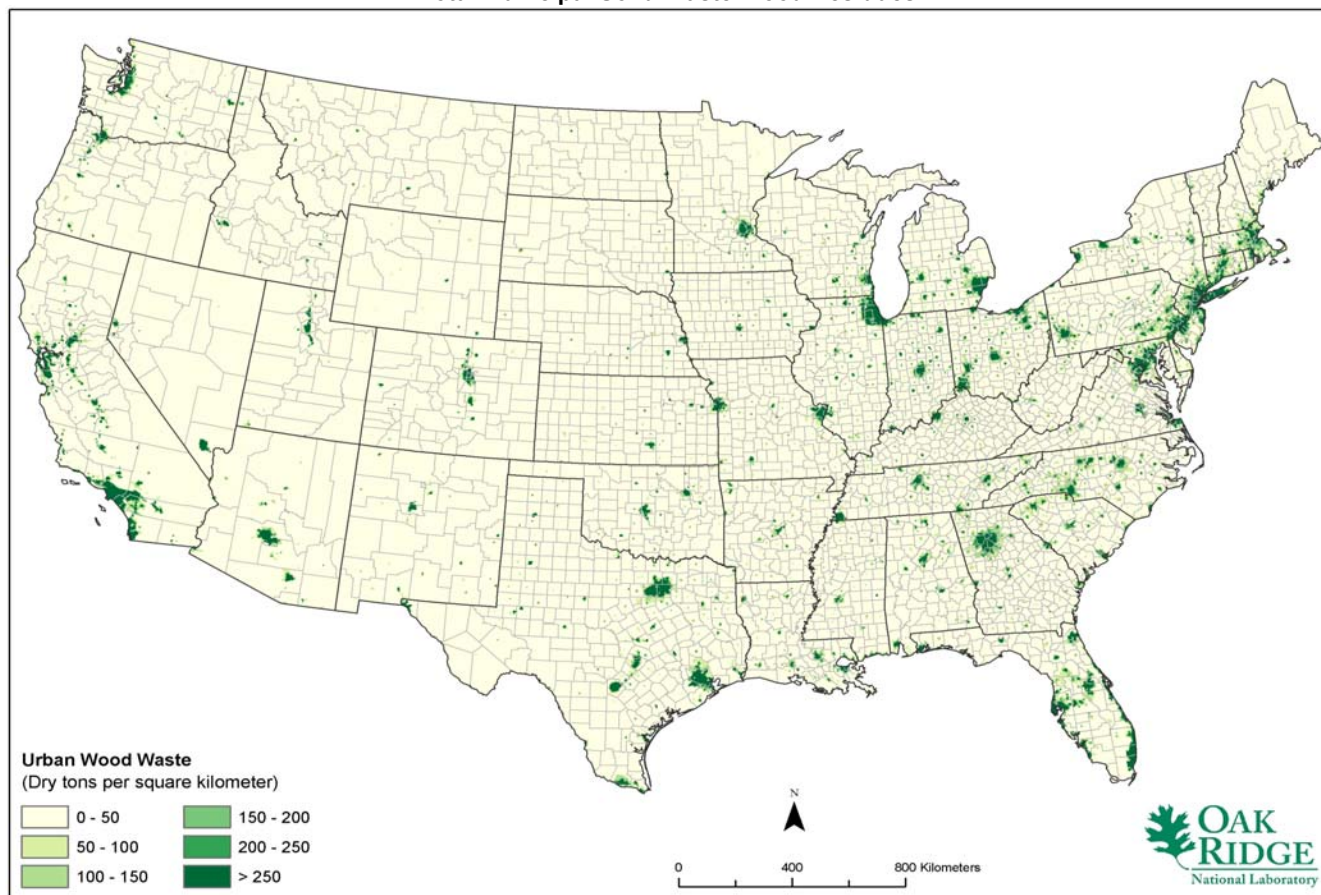 Urban Wood Waste
(Dry tons per square kilometer)
0 - 50
50 - 100
100 - 150
150 - 200
200 - 250
> 250
N
0 400 800 Kilometers
OAK
RIDGE
National Laboratory